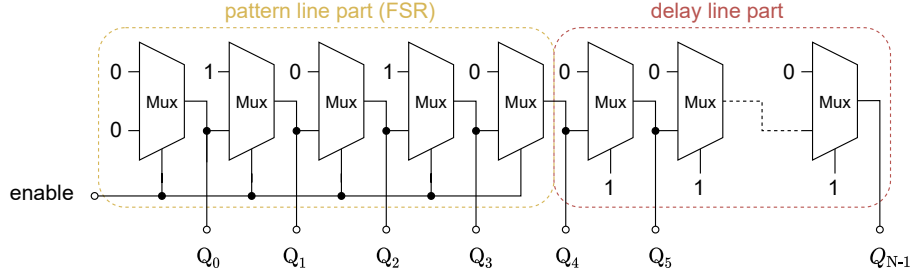 pattern line part (FSR) delay line part
0 1 0 1 0 0 0 0
Mux Mux Mux Mux Mux Mux Mux Mux
0
1 1 1
enable
Q0 Q1 Q2 Q3 Q4 Q5 QN-1